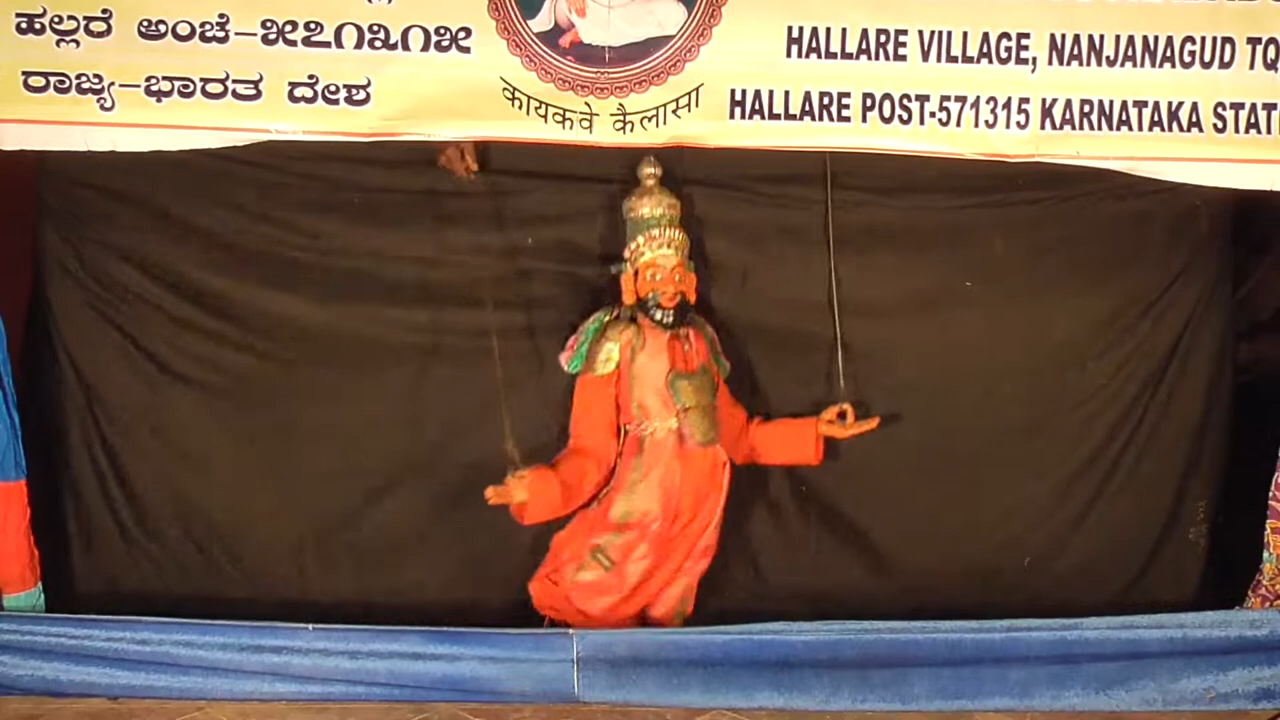 ಹಲ್ಲರೆ ಅಂಚೆ–೫೭೧೩೧೫
ರಾಜ್ಯ–ಭಾರತ ದೇಶ
कायकवे कैलासा
HALLARE VILLAGE, NANJANAGUD TQ
HALLARE POST-571315 KARNATAKA STAT